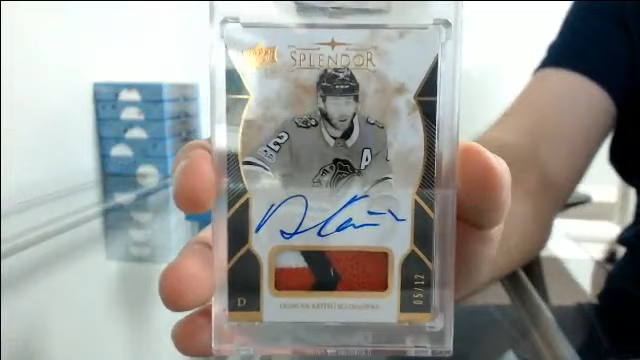 SPLENDOR
A
D
DUNCAN KEITH | BLACKHAWKS
05/12